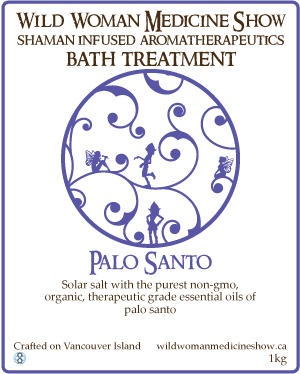 Wild Woman Medicine Show
Shaman Infused Aromatherapeutics
Bath Treatment
Palo Santo
Solar salt with the purest non-gmo,
organic, therapeutic grade essential oils of
palo santo
Crafted on Vancouver Island wildwomanmedicineshow.ca
1kg